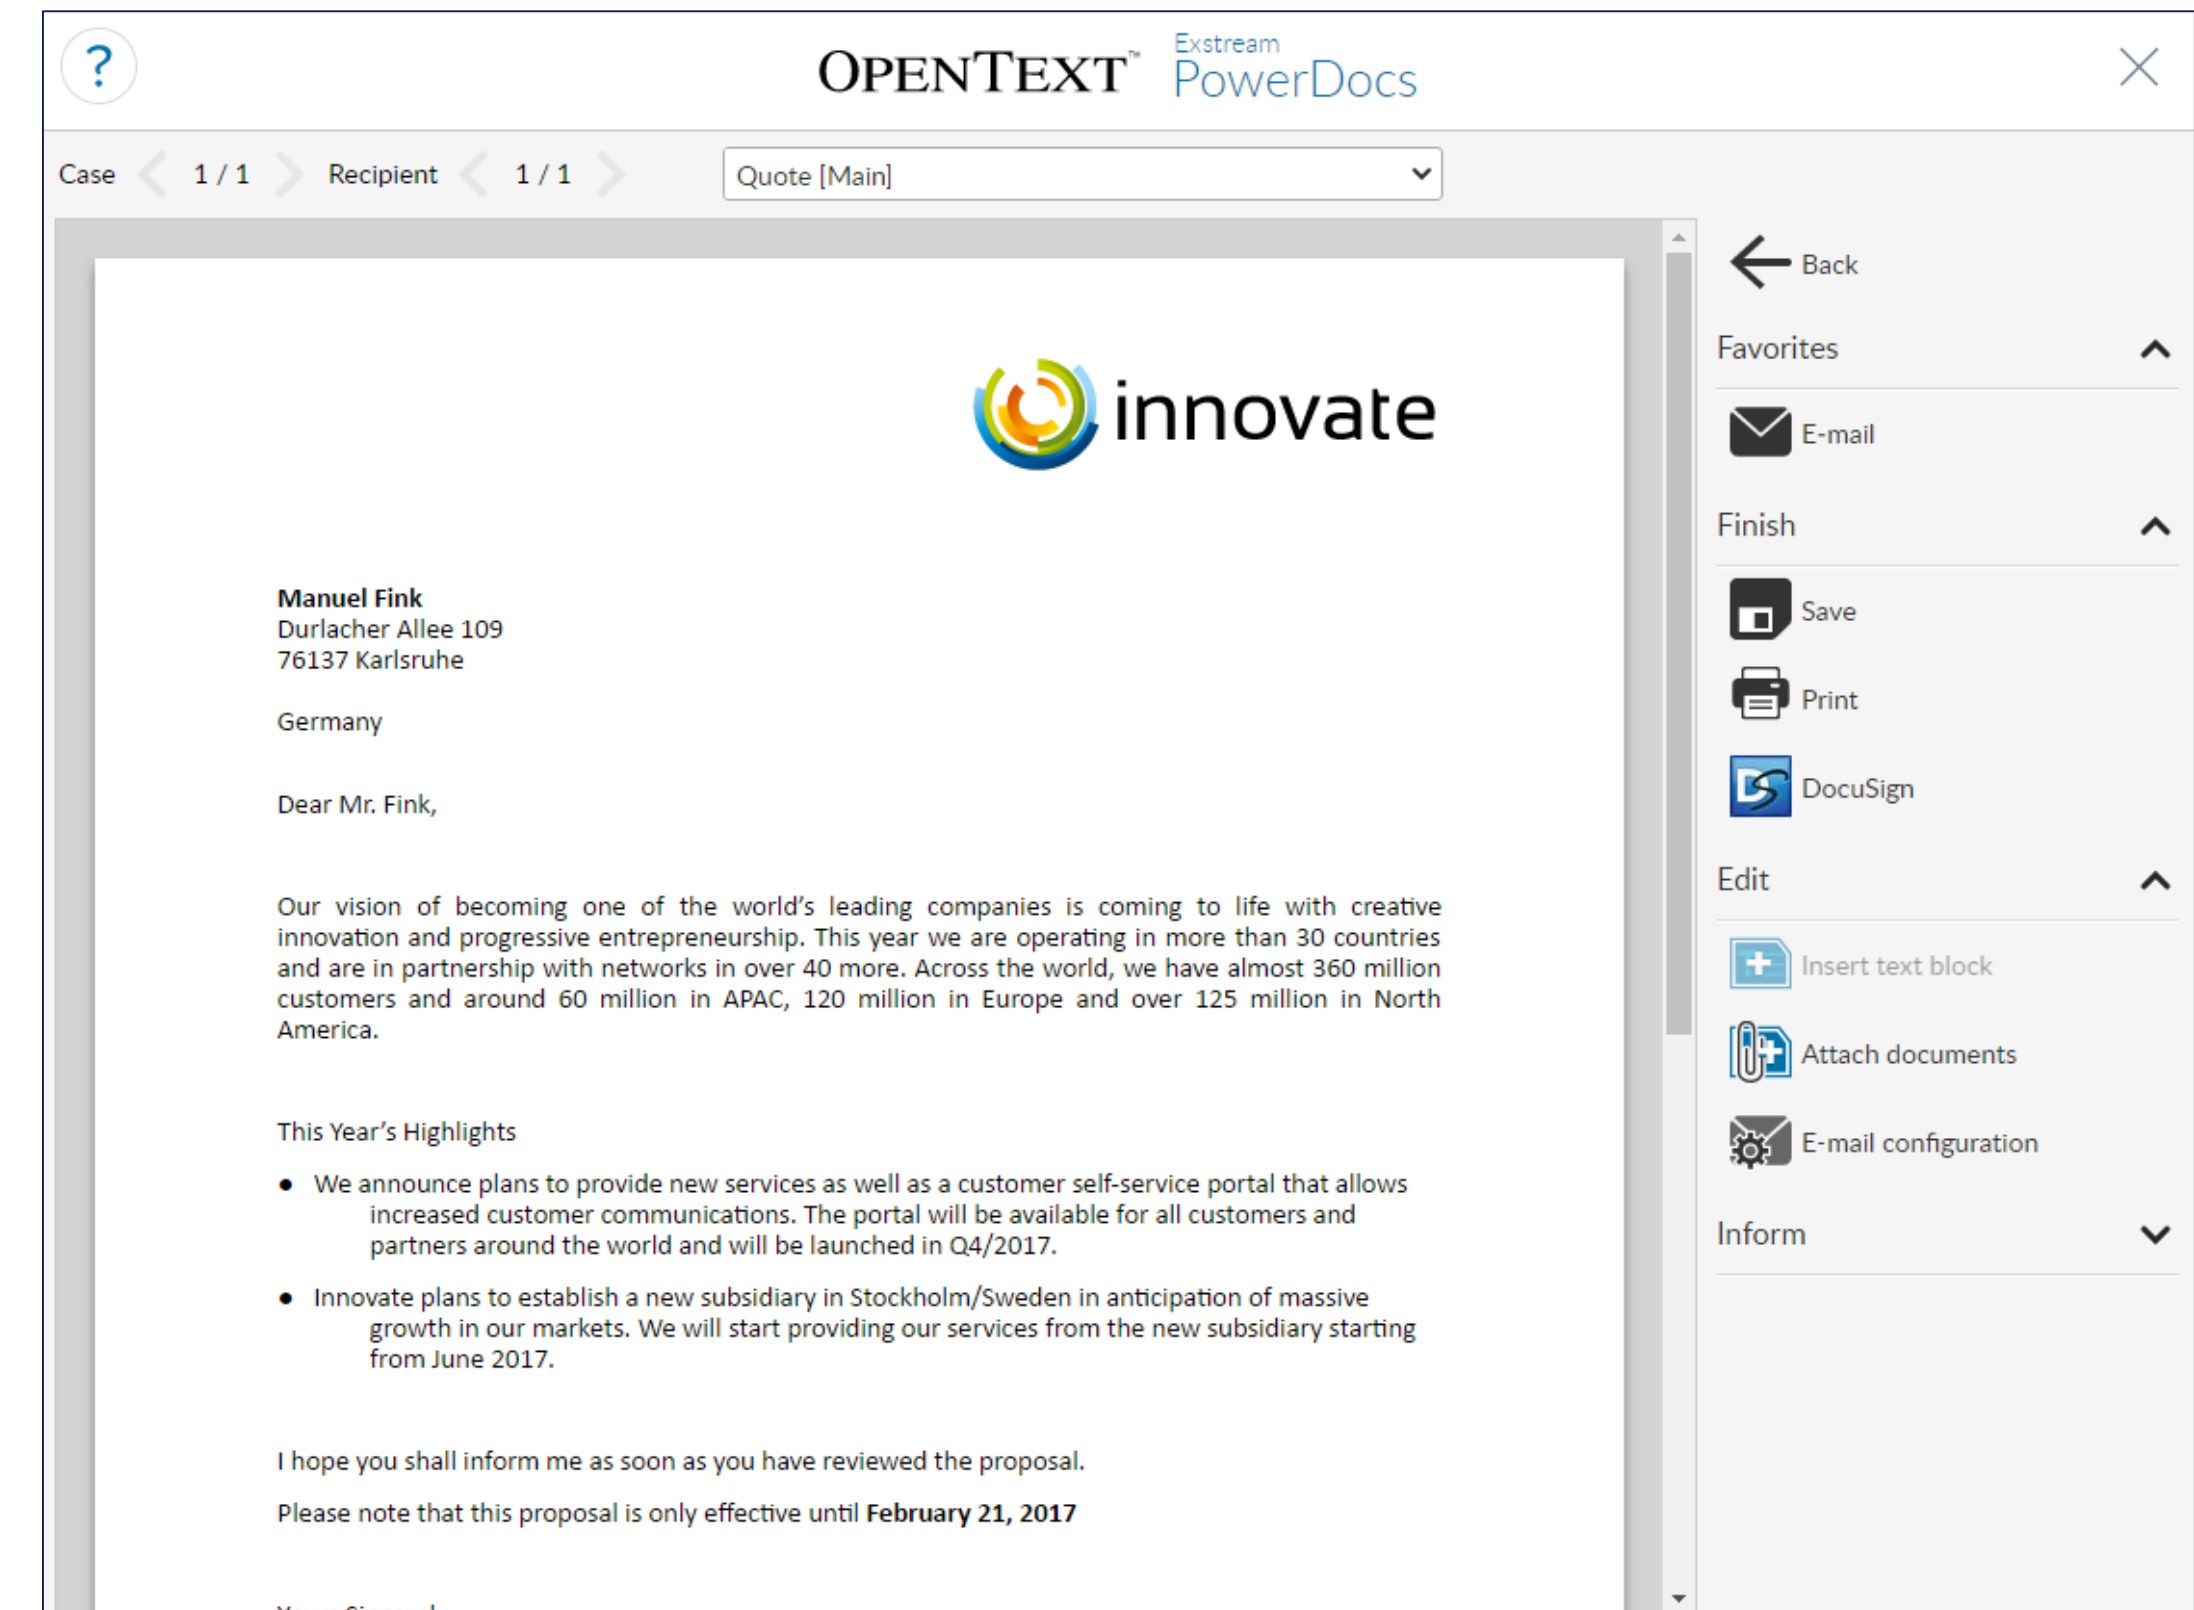 ?
OPENTEXT™ Exstream PowerDocs
Case 1 / 1 Recipient 1 / 1 Quote [Main]
innovate
Manuel Fink
Durlacher Allee 109
76137 Karlsruhe
Germany
Dear Mr. Fink,
Our vision of becoming one of the world's leading companies is coming to life with creative
innovation and progressive entrepreneurship. This year we are operating in more than 30 countries
and are in partnership with networks in over 40 more. Across the world, we have almost 360 million
customers and around 60 million in APAC, 120 million in Europe and over 125 million in North
America.
This Year's Highlights
● We announce plans to provide new services as well as a customer self-service portal that allows
increased customer communications. The portal will be available for all customers and
partners around the world and will be launched in Q4/2017.
● Innovate plans to establish a new subsidiary in Stockholm/Sweden in anticipation of massive
growth in our markets. We will start providing our services from the new subsidiary starting
from June 2017.
I hope you shall inform me as soon as you have reviewed the proposal.
Please note that this proposal is only effective until February 21, 2017
Back
Favorites
E-mail
Finish
Save
Print
DS DocuSign
Edit
Insert text block
Attach documents
E-mail configuration
Inform